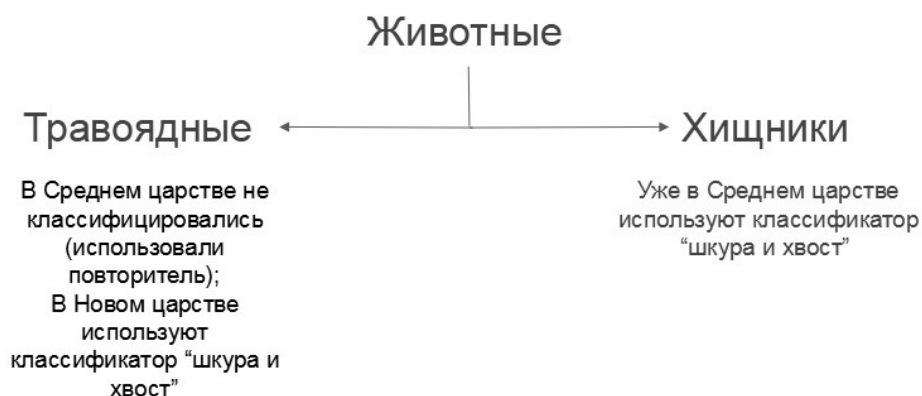 Животные
Травоядные
Хищники
В Среднем царстве не
классифицировались
(использовали
повторитель);
В Новом царстве
используют
классификатор “шкура и
хвост”
Уже в Среднем царстве
используют классификатор
“шкура и хвост”